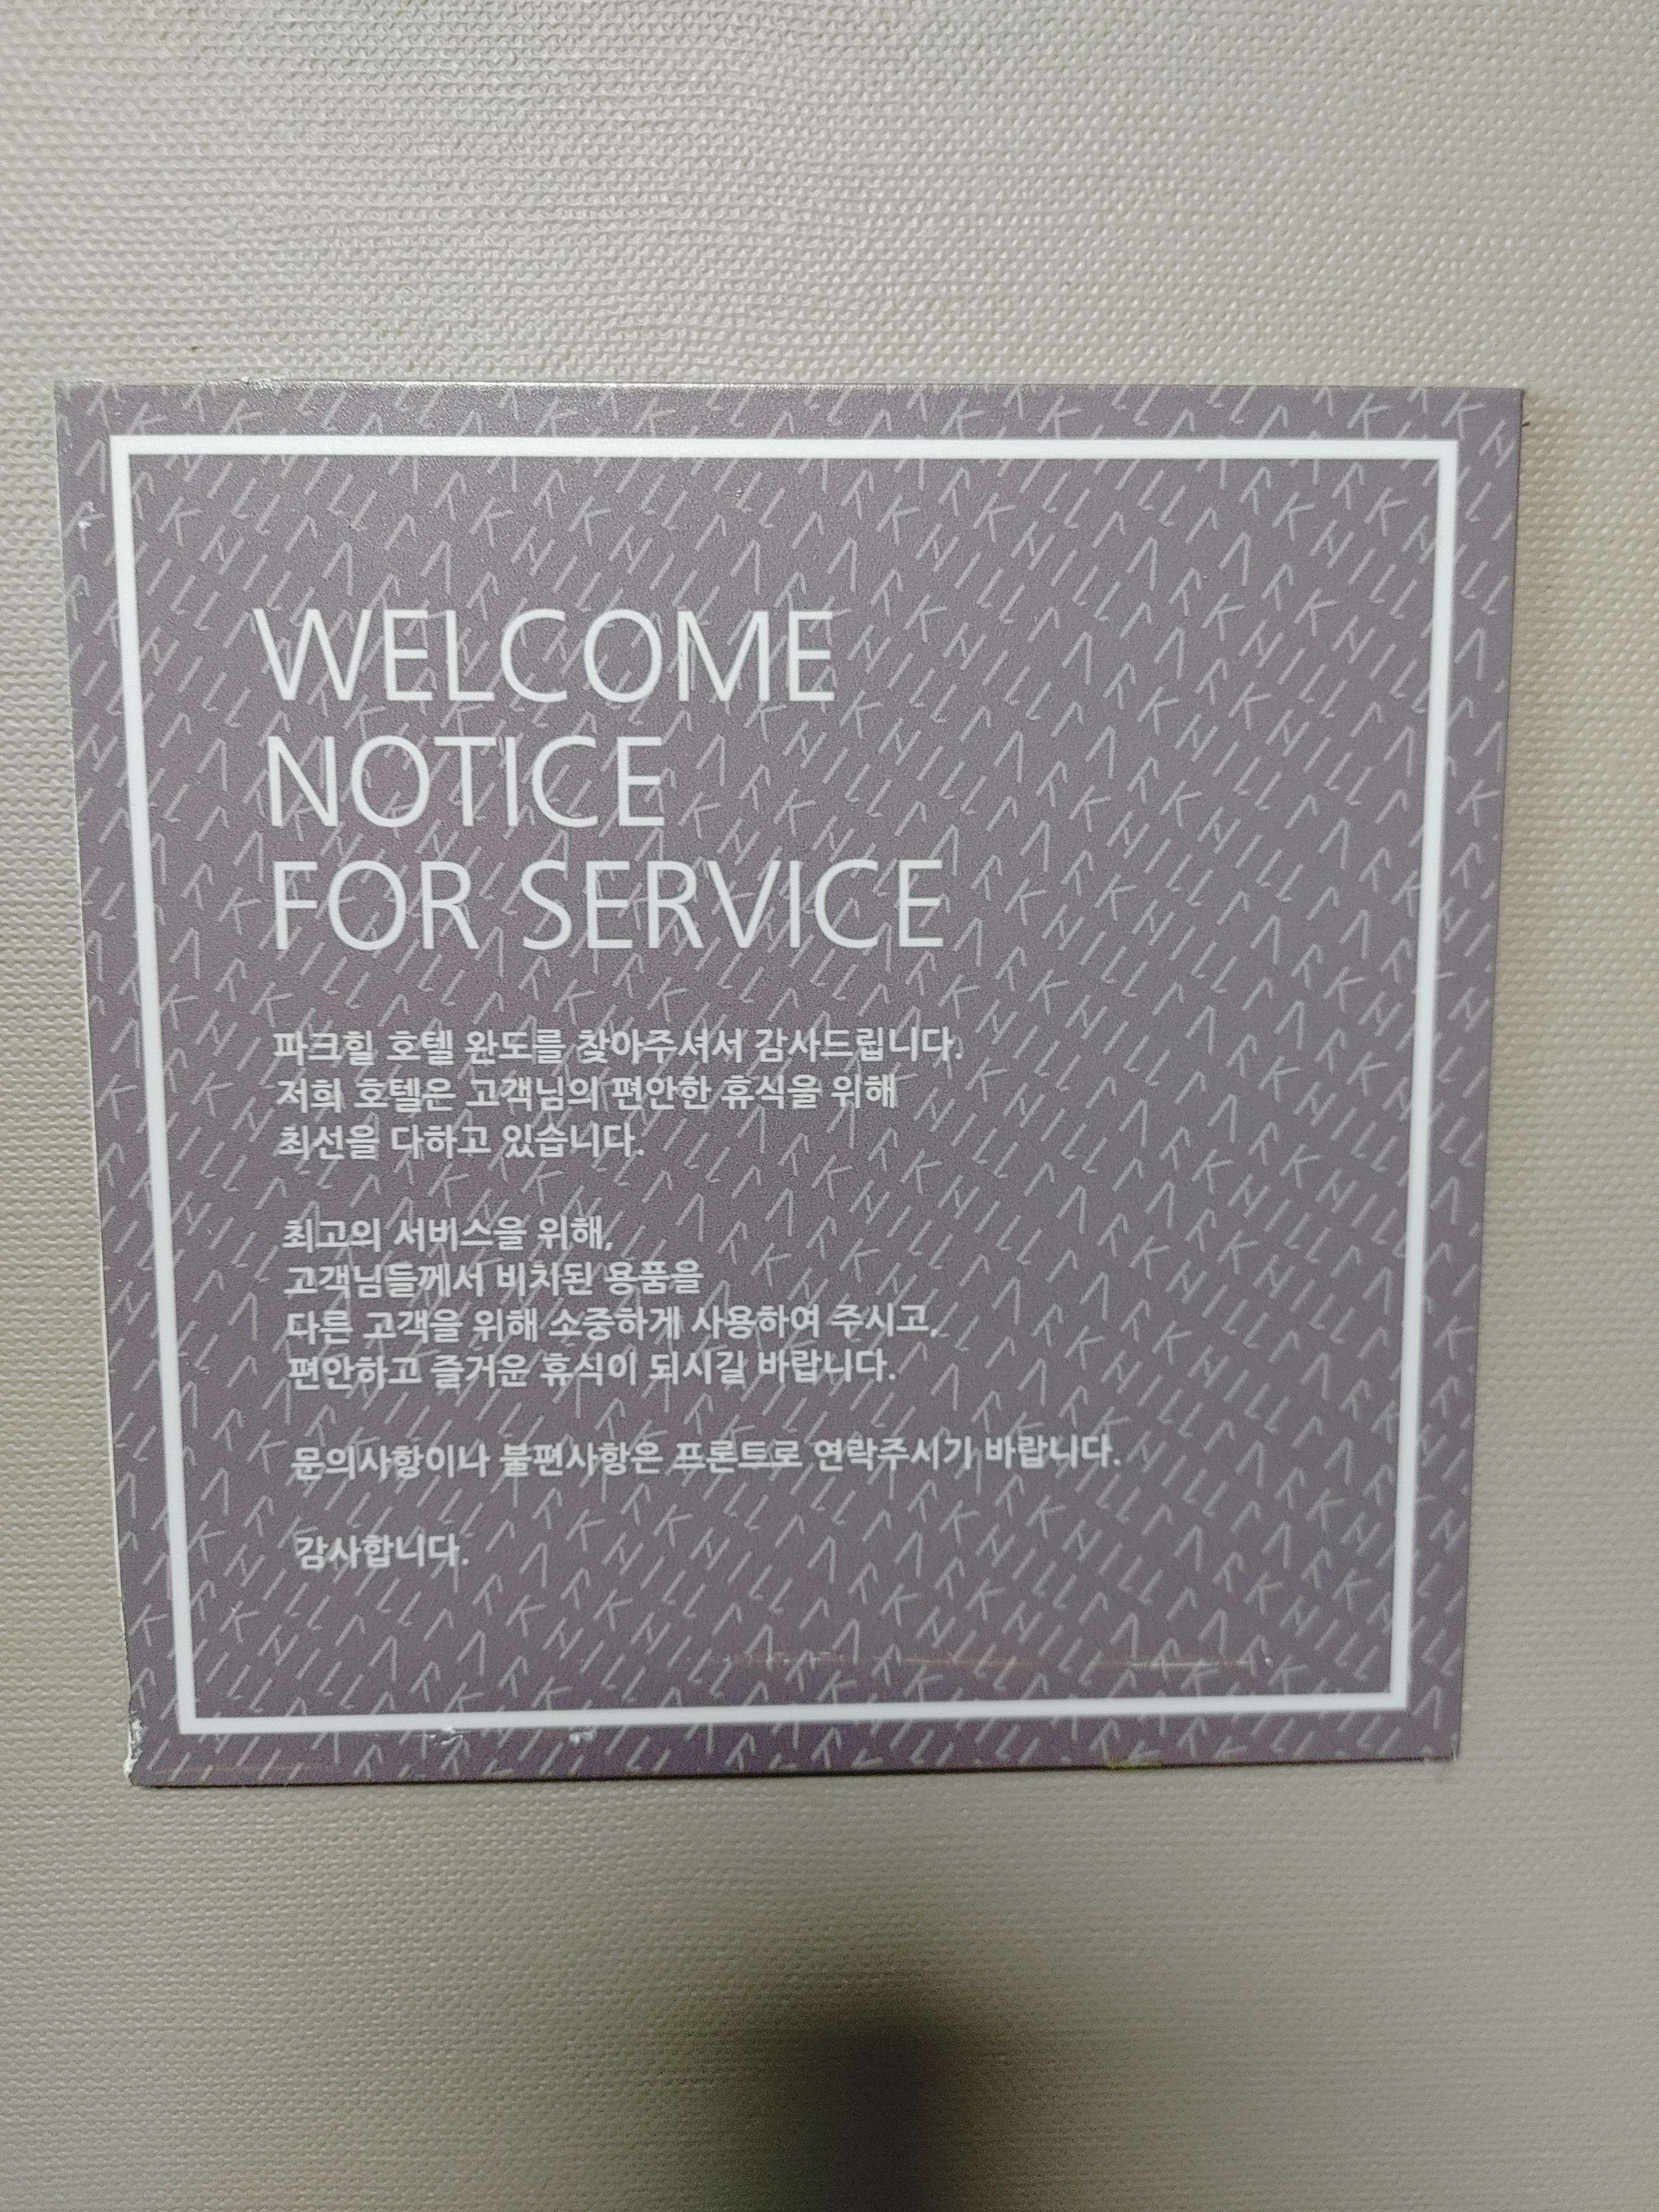 WELCOME
NOTICE
FOR SERVICE
파크힐 호텔 완도를 찾아주셔서 감사드립니다.
저희 호텔은 고객님의 편안한 휴식을 위해
최선을 다하고 있습니다.
최고의 서비스을 위해,
고객님들께서 비치된 용품을
다른 고객을 위해 소중하게 사용하여 주시고,
편안하고 즐거운 휴식이 되시길 바랍니다.
문의사항이나 불편사항은 프론트로 연락주시기 바랍니다.
감사합니다.